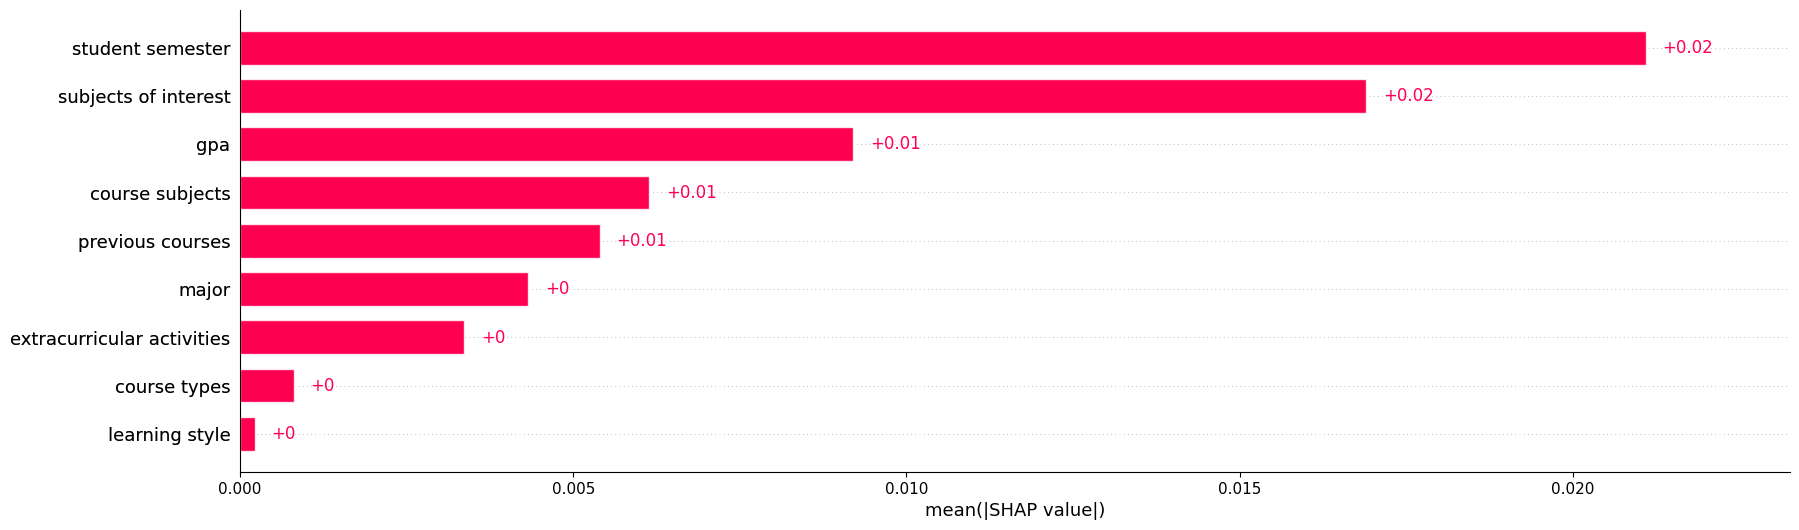 student semester +0.02
subjects of interest +0.02
gpa +0.01
course subjects +0.01
previous courses +0.01
major +0
extracurricular activities +0
course types +0
learning style +0
0.000 0.005 0.010 0.015 0.020
mean(|SHAP value|)